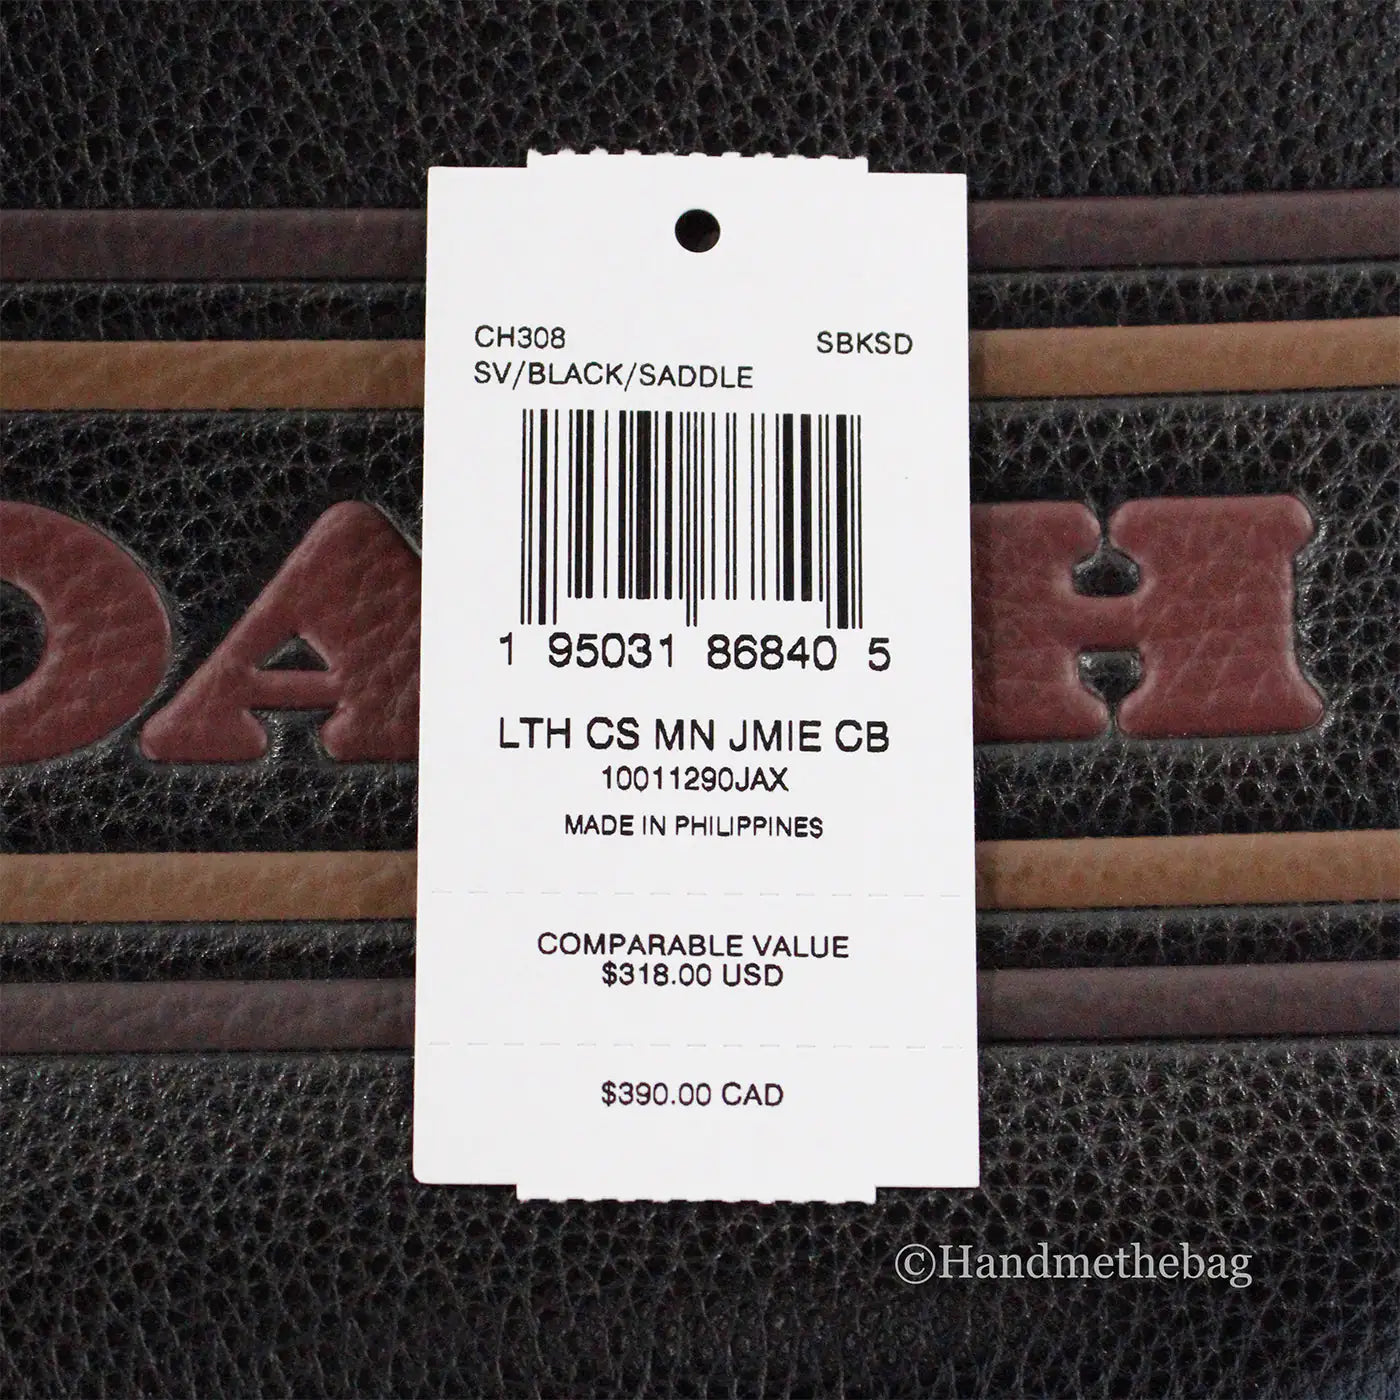 CH308 SBKSD
SV/BLACK/SADDLE
1 95031 86840 5
LTH CS MN JMIE CB
10011290JAX
MADE IN PHILIPPINES
COMPARABLE VALUE
$318.00 USD
$390.00 CAD
OA H
©Handmethebag